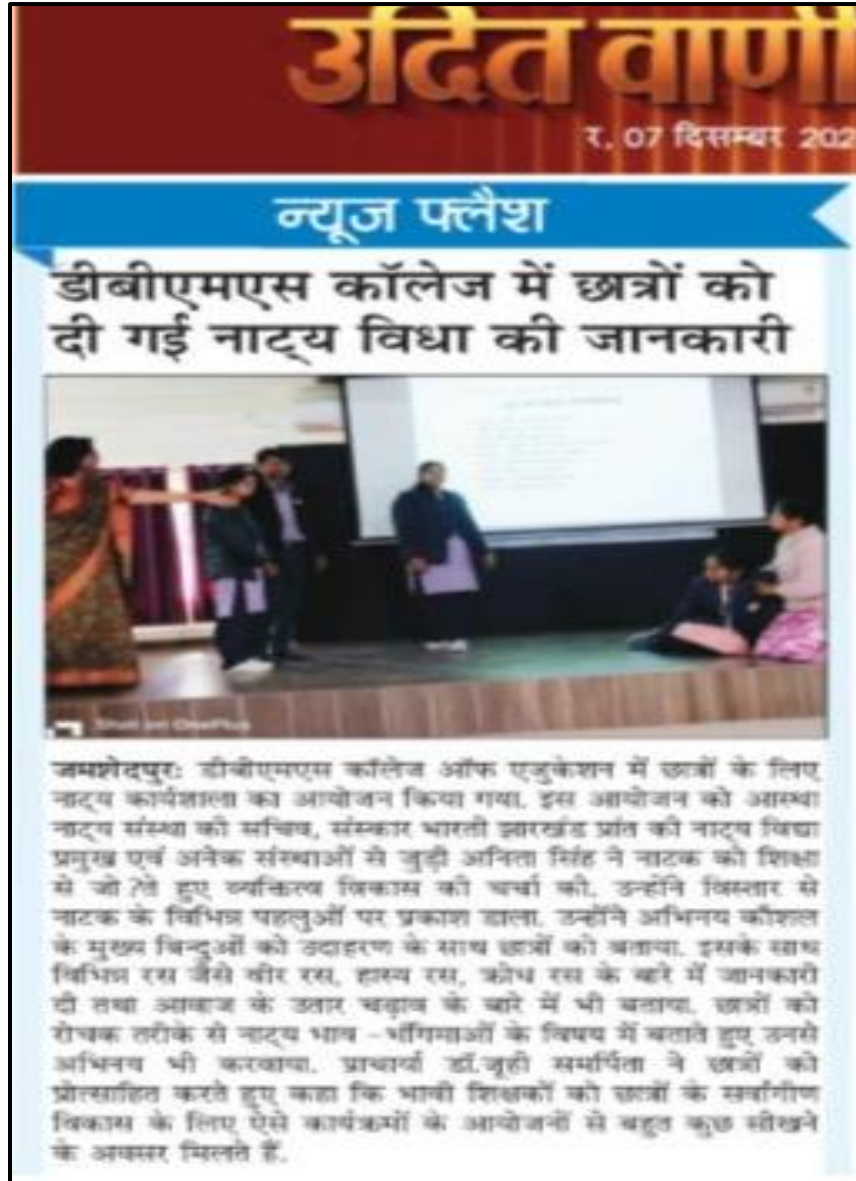 उदित वाणी
र, 07 दिसम्बर 202
न्यूज फ्लैश
डीबीएमएस कॉलेज में छात्रों को
दी गई नाट्य विधा की जानकारी
Shot on OnePlus
जमशेदपुर: डीबीएमएस कॉलेज ऑफ एजुकेशन में छात्रों के लिए
नाट्य कार्यशाला का आयोजन किया गया. इस आयोजन को आस्था
नाट्य संस्था की सचिव, संस्कार भारती झारखंड प्रांत की नाट्य विद्या
प्रमुख एवं अनेक संस्थाओं से जुड़ी अनिता सिंह ने नाटक को शिक्षा
से जो?ते हुए व्यक्तित्व विकास की चर्चा की. उन्होंने विस्तार से
नाटक के विभिन्न पहलुओं पर प्रकाश डाला. उन्होंने अभिनय कौशल
के मुख्य बिन्दुओं को उदाहरण के साथ छात्रों को बताया. इसके साथ
विभिन्न रस जैसे वीर रस, हास्य रस, क्रोध रस के बारे में जानकारी
दी तथा आवाज के उतार चढ़ाव के बारे में भी बताया. छात्रों को
रोचक तरीके से नाट्य भाव -भंगिमाओं के विषय में बताते हुए उनसे
अभिनय भी करवाया. प्राचार्या डॉ.जूही समर्पिता ने छात्रों को
प्रोत्साहित करते हुए कहा कि भावी शिक्षकों को छात्रों के सर्वांगीण
विकास के लिए ऐसे कार्यक्रमों के आयोजनों से बहुत कुछ सीखने
के अवसर मिलते हैं.